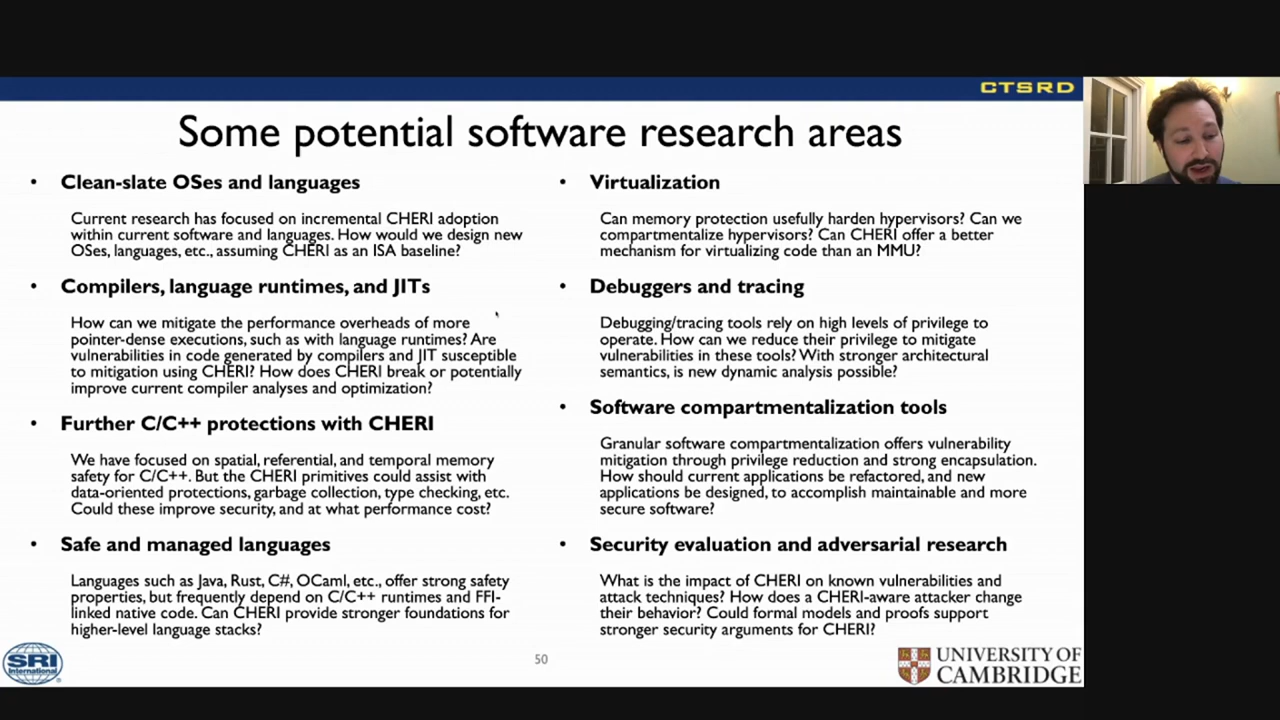 CTSRD
Some potential software research areas
• Clean-slate OSes and languages
Current research has focused on incremental CHERI adoption
within current software and languages. How would we design new
OSes, languages, etc., assuming CHERI as an ISA baseline?
• Compilers, language runtimes, and JITs
How can we mitigate the performance overheads of more
pointer-dense executions, such as with language runtimes? Are
vulnerabilities in code generated by compilers and JIT susceptible
to mitigation using CHERI? How does CHERI break or potentially
improve current compiler analyses and optimization?
• Further C/C++ protections with CHERI
We have focused on spatial, referential, and temporal memory
safety for C/C++. But the CHERI primitives could assist with
data-oriented protections, garbage collection, type checking, etc.
Could these improve security, and at what performance cost?
• Safe and managed languages
Languages such as Java, Rust, C#, OCaml, etc., offer strong safety
properties, but frequently depend on C/C++ runtimes and FFI-
linked native code. Can CHERI provide stronger foundations for
higher-level language stacks?
• Virtualization
Can memory protection usefully harden hypervisors? Can we
compartmentalize hypervisors? Can CHERI offer a better
mechanism for virtualizing code than an MMU?
• Debuggers and tracing
Debugging/tracing tools rely on high levels of privilege to
operate. How can we reduce their privilege to mitigate
vulnerabilities in these tools? With stronger architectural
semantics, is new dynamic analysis possible?
• Software compartmentalization tools
Granular software compartmentalization offers vulnerability
mitigation through privilege reduction and strong encapsulation.
How should current applications be refactored, and new
applications be designed, to accomplish maintainable and more
secure software?
• Security evaluation and adversarial research
What is the impact of CHERI on known vulnerabilities and
attack techniques? How does a CHERI-aware attacker change
their behavior? Could formal models and proofs support
stronger security arguments for CHERI?
SRI
International
50
UNIVERSITY OF
CAMBRIDGE